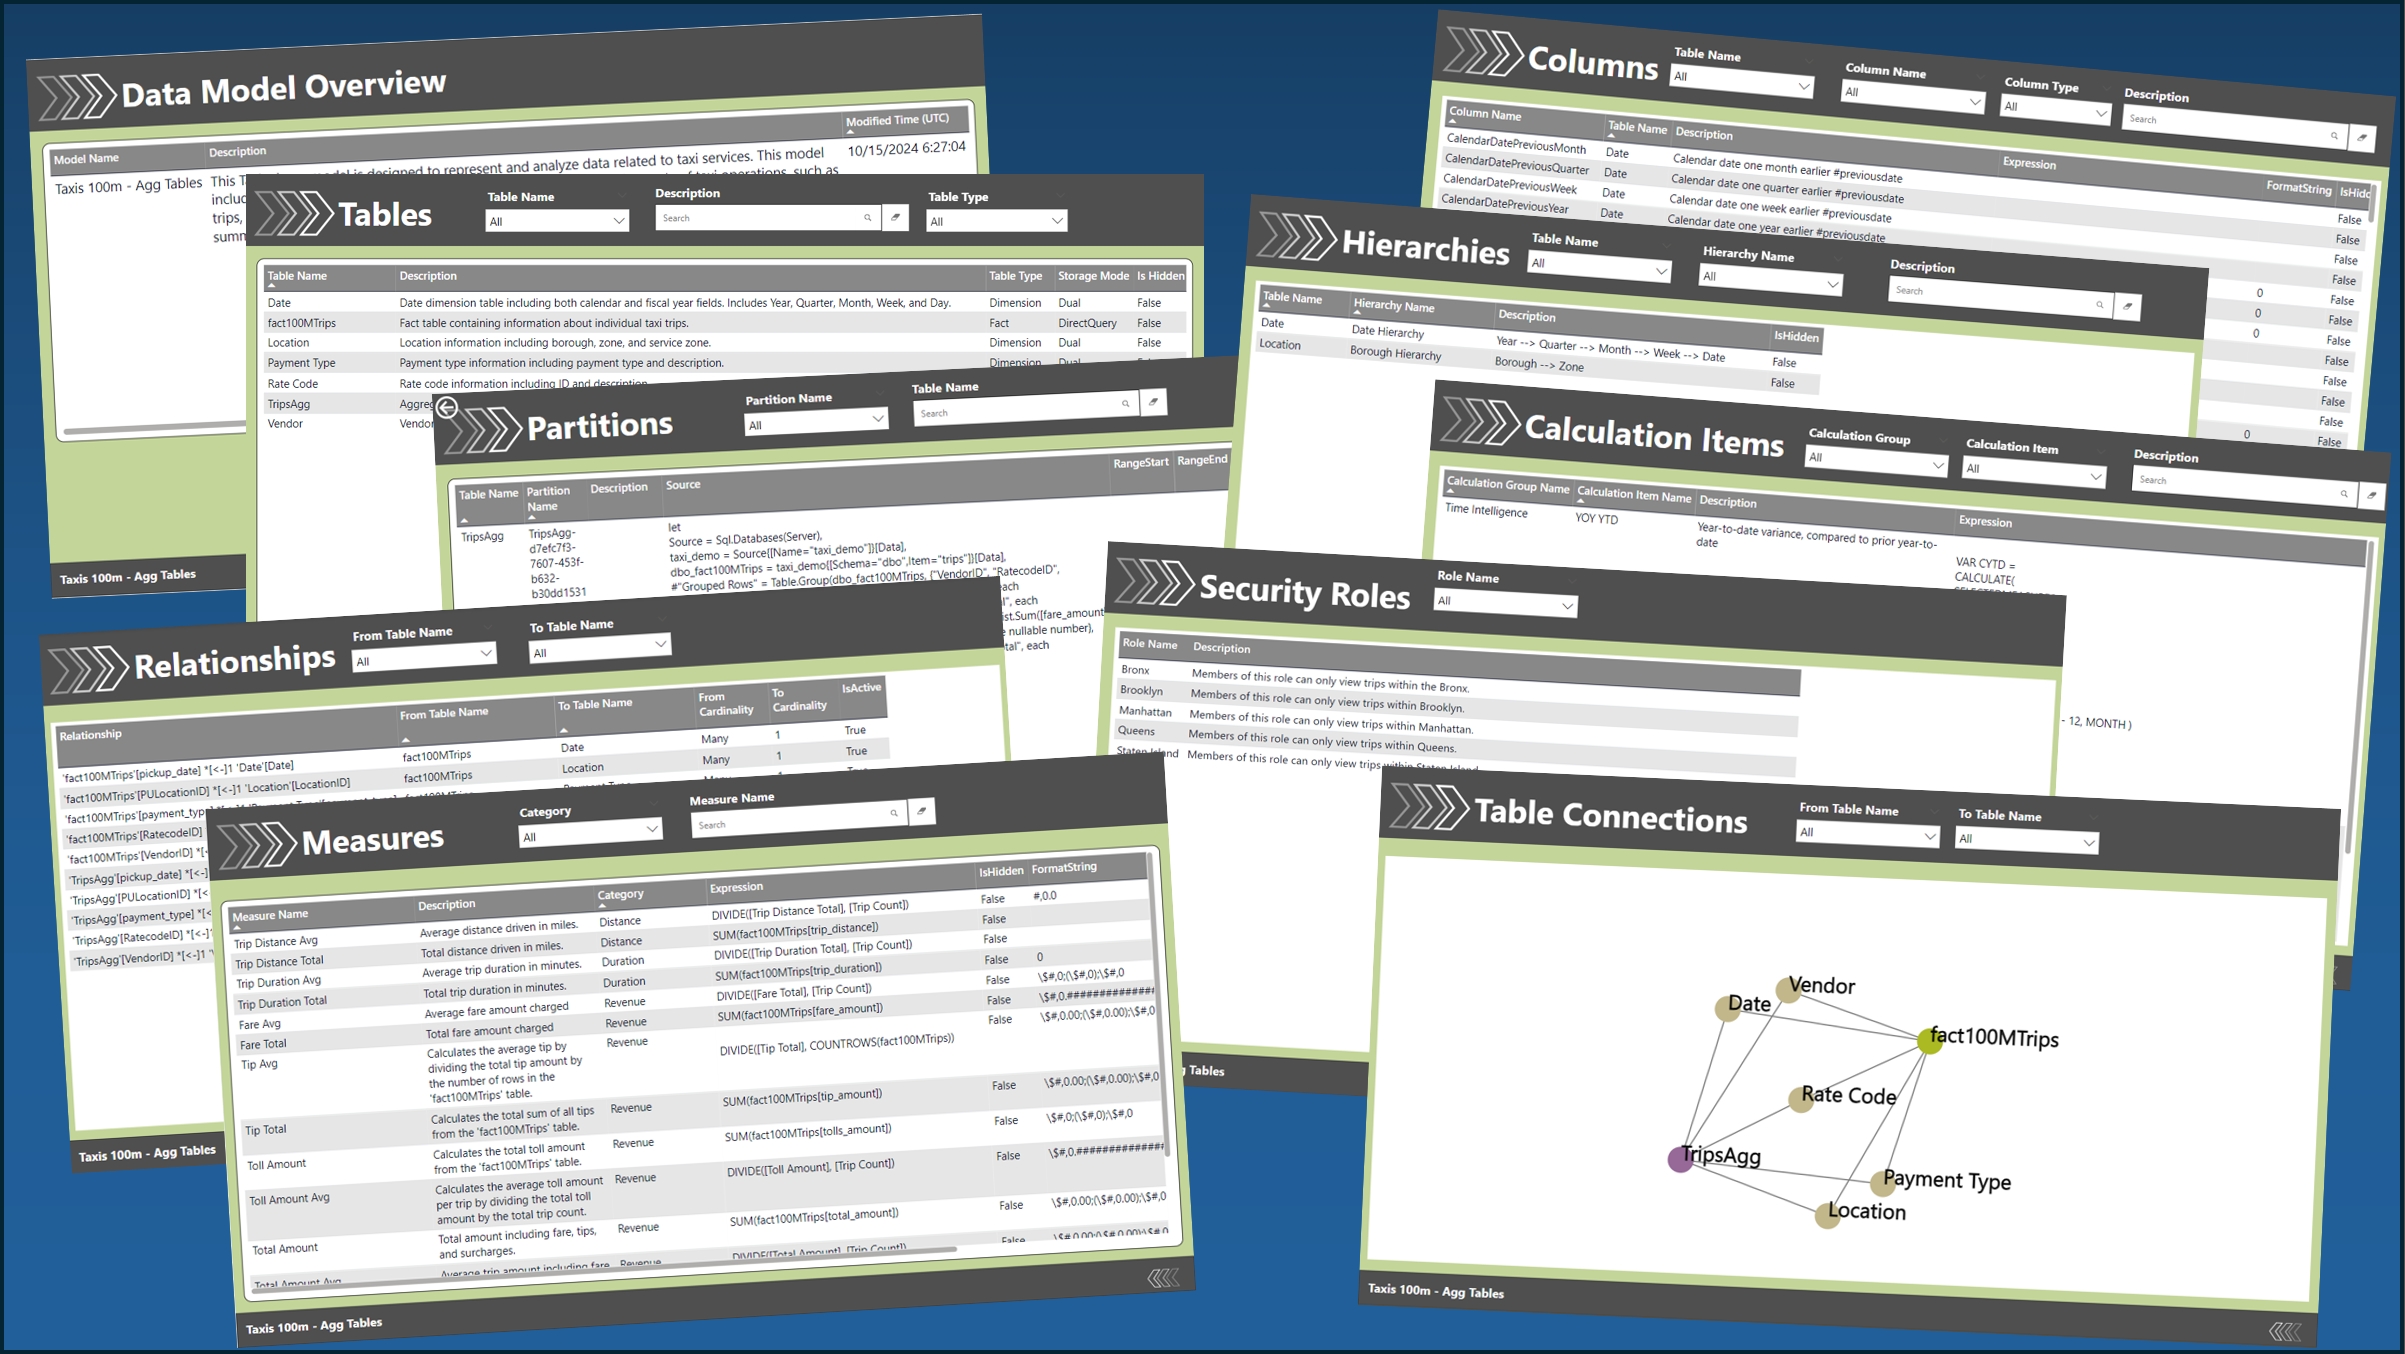 Data Model Overview
Model Name Description Modified Time (UTC)
Taxis 100m - Agg Tables 10/15/2024 6:27:04
This
model is designed to represent and analyze data related to taxi services. This model
inclu
such as
trips,
summ
Taxis 100m - Agg Tables
Tables
Table Name Description Table Type
All Search All
Table Name Description Table Type Storage Mode Is Hidden
Date Date dimension table including both calendar and fiscal year fields. Includes Year, Quarter, Month, Week, and Day. Dimension Dual False
fact100MTrips Fact table containing information about individual taxi trips. Fact DirectQuery False
Location Location information including borough, zone, and service zone. Dimension Dual False
Payment Type Payment type information including payment type and description. Dimension Dual
Rate Code Rate code information including ID and description
TripsAgg Aggreg
Vendor Vendor
Partitions
Partition Name Table Name
All Search
Table Name Partition Name Description Source RangeStart RangeEnd
TripsAgg TripsAgg-
d7efc7f3-
7607-453f-
b632-
b30dd1531
let
Source = Sql.Databases(Server),
taxi_demo = Source{[Name="taxi_demo"]}[Data],
dbo_fact100MTrips = taxi_demo{[Schema="dbo",Item="trips"]}[Data],
#"Grouped Rows" = Table.Group(dbo_fact100MTrips, {"VendorID", "RatecodeID",
each
l", each
ist.Sum([fare_amount
e nullable number),
tal", each
Relationships
From Table Name To Table Name
All All
Relationship From Table Name To Table Name From Cardinality To Cardinality IsActive
'fact100MTrips'[pickup_date] *[<-]1 'Date'[Date] fact100MTrips Date Many 1 True
'fact100MTrips'[PULocationID] *[<-]1 'Location'[LocationID] fact100MTrips Location Many 1 True
'fact100MTrips'[payment_type
'fact100MTrips'[RatecodeID]
'fact100MTrips'[VendorID] *[<-
'TripsAgg'[pickup_date] *[<-]
'TripsAgg'[PULocationID] *[<
'TripsAgg'[payment_type] *[<
'TripsAgg'[RatecodeID] *[<-]
'TripsAgg'[VendorID] *[<-]1 '
Taxis 100m - Agg Tables
Measures
Category Measure Name
All Search
Measure Name Description Category Expression IsHidden FormatString
Trip Distance Avg Average distance driven in miles. Distance DIVIDE([Trip Distance Total], [Trip Count]) False #,0.0
Trip Distance Total Total distance driven in miles. Distance SUM(fact100MTrips[trip_distance]) False
Trip Duration Avg Average trip duration in minutes. Duration DIVIDE([Trip Duration Total], [Trip Count]) False
Trip Duration Total Total trip duration in minutes. Duration SUM(fact100MTrips[trip_duration]) False 0
Fare Avg Average fare amount charged Revenue DIVIDE([Fare Total], [Trip Count]) False \$#,0;(\$#,0);\$#,0
Fare Total Total fare amount charged Revenue SUM(fact100MTrips[fare_amount]) False \$#,0.##############
Tip Avg Calculates the average tip by Revenue DIVIDE([Tip Total], COUNTROWS(fact100MTrips)) False \$#,0.00;(\$#,0.00);\$#,0
dividing the total tip amount by
the number of rows in the
'fact100MTrips' table.
Tip Total Calculates the total sum of all tips Revenue SUM(fact100MTrips[tip_amount]) False \$#,0.00;(\$#,0.00);\$#,0
from the 'fact100MTrips' table.
Toll Amount Calculates the total toll amount Revenue SUM(fact100MTrips[tolls_amount]) False \$#,0;(\$#,0);\$#,0
from the 'fact100MTrips' table.
Toll Amount Avg Calculates the average toll amount Revenue DIVIDE([Toll Amount], [Trip Count]) False \$#,0.##############
per trip by dividing the total toll
amount by the total trip count.
Total Amount Total amount including fare, tips, Revenue SUM(fact100MTrips[total_amount]) False \$#,0.00;(\$#,0.00);\$#,0
and surcharges.
Total Amount Avg Average trip amount including fare Revenue DIVIDE([Total Amount], [Trip Count]) False \$#,0.00;(\$#,0.00);\$#,0
Taxis 100m - Agg Tables
Columns
Table Name Column Name Column Type Description
All All All Search
Column Name Table Name Description Expression FormatString IsHidd
CalendarDatePreviousMonth Date Calendar date one month earlier #previousdate False
CalendarDatePreviousQuarter Date Calendar date one quarter earlier #previousdate False
CalendarDatePreviousWeek Date Calendar date one week earlier #previousdate False
CalendarDatePreviousYear Date Calendar date one year earlier #previousdate False
0 False
0 False
0 False
False
False
False
False
0 False
Hierarchies
Table Name Hierarchy Name Description
All All Search
Table Name Hierarchy Name Description IsHidden
Date Date Hierarchy Year --> Quarter --> Month --> Week --> Date False
Location Borough Hierarchy Borough --> Zone False
Calculation Items
Calculation Group Calculation Item Description
All All Search
Calculation Group Name Calculation Item Name Description Expression
Time Intelligence YOY YTD Year-to-date variance, compared to prior year-to-
date
VAR CYTD =
CALCULATE(
- 12, MONTH )
Security Roles
Role Name
All
Role Name Description
Bronx Members of this role can only view trips within the Bronx.
Brooklyn Members of this role can only view trips within Brooklyn.
Manhattan Members of this role can only view trips within Manhattan.
Queens Members of this role can only view trips within Queens.
Staten Island Members of this role can only view trips within Staten Island
g Tables
Table Connections
From Table Name To Table Name
All All
Vendor
Date
fact100MTrips
Rate Code
TripsAgg
Payment Type
Location
Taxis 100m - Agg Tables